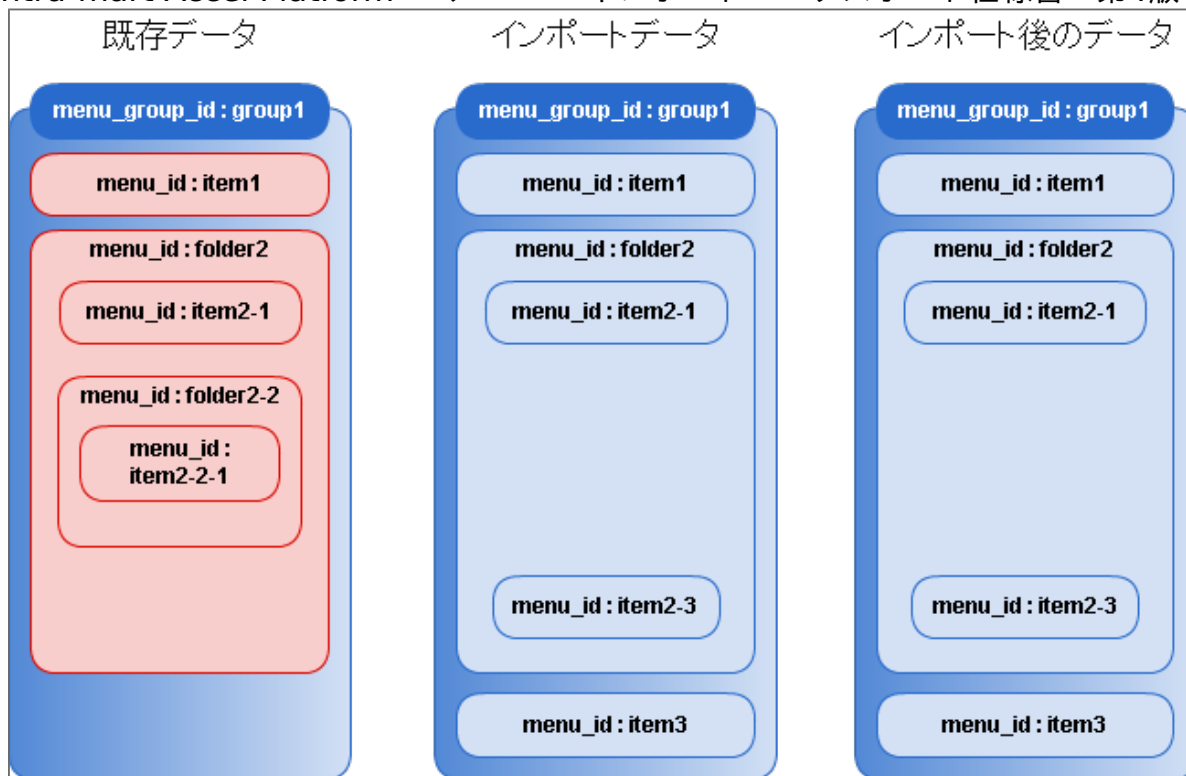 既存データ
インポートデータ
インポート後のデータ
menu_group_id : group1
menu_id : item1
menu_id : folder2
menu_id : item2-1
menu_id : folder2-2
menu_id :
item2-2-1
menu_group_id : group1
menu_id : item1
menu_id : folder2
menu_id : item2-1
menu_id : item2-3
menu_id : item3
menu_group_id : group1
menu_id : item1
menu_id : folder2
menu_id : item2-1
menu_id : item2-3
menu_id : item3